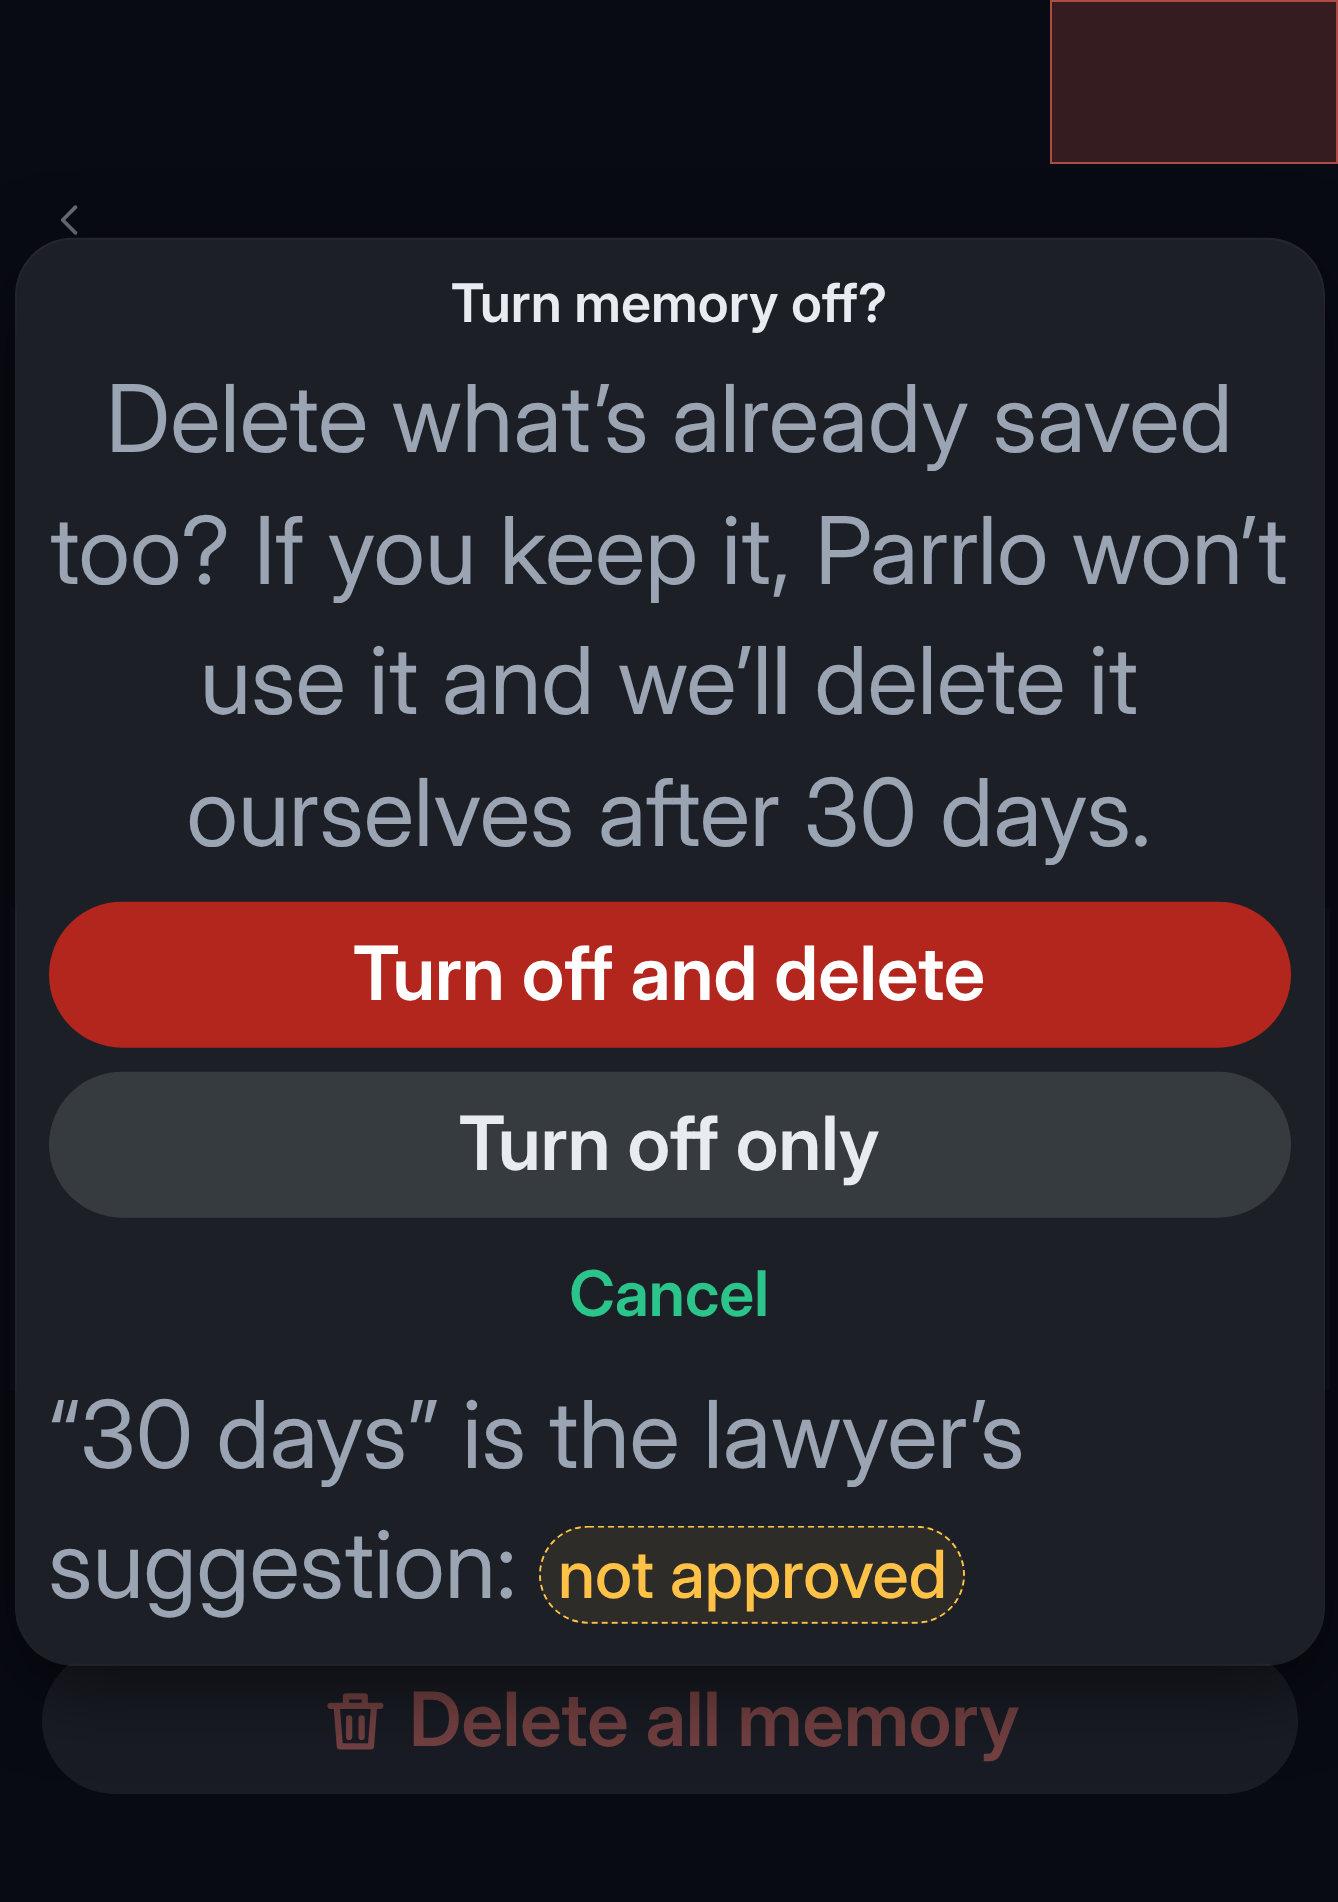 Turn memory off?
Delete what’s already saved
too? If you keep it, Parrlo won’t
use it and we’ll delete it
ourselves after 30 days.
Turn off and delete
Turn off only
Cancel
“30 days” is the lawyer’s
suggestion: not approved
Delete all memory